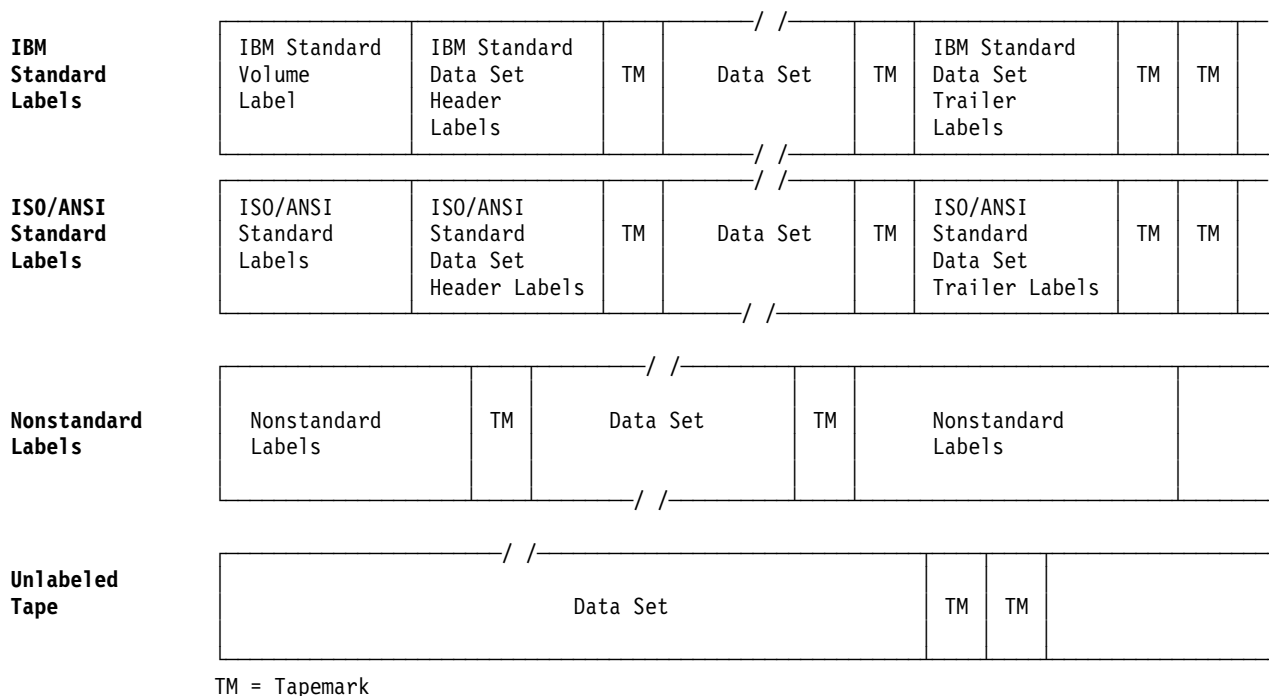 IBM Standard Labels
IBM Standard Volume Label
IBM Standard Data Set Header Labels
TM
Data Set
TM
IBM Standard Data Set Trailer Labels
TM
TM
ISO/ANSI Standard Labels
ISO/ANSI Standard Labels
ISO/ANSI Standard Data Set Header Labels
TM
Data Set
TM
ISO/ANSI Standard Data Set Trailer Labels
TM
TM
Nonstandard Labels
Nonstandard Labels
TM
Data Set
TM
Nonstandard Labels
Unlabeled Tape
Data Set
TM
TM
TM = Tapemark